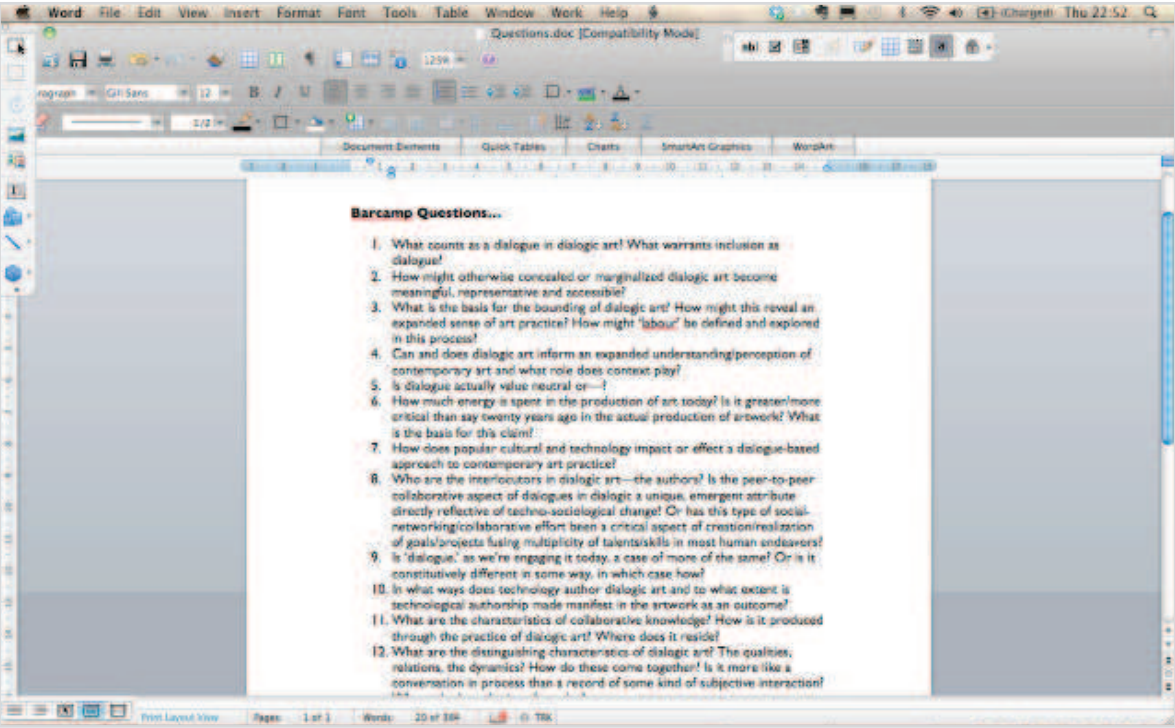 Word File Edit View Insert Format Font Tools Table Window Work Help (Charged) Thu 22:52
Questions.doc [Compatibility Mode]
abl
129%
Gill Sans 12 B I U
Document Elements Quick Tables Charts SmartArt Graphics WordArt
Barcamp Questions...
1. What counts as a dialogue in dialogic art? What warrants inclusion as
dialogue?
2. How might otherwise concealed or marginalized dialogic art become
meaningful, representative and accessible?
3. What is the basis for the bounding of dialogic art? How might this reveal an
expanded sense of art practice? How might 'labour' be defined and explored
in this process?
4. Can and does dialogic art inform an expanded understanding/perception of
contemporary art and what role does context play?
5. Is dialogue actually value neutral or—?
6. How much energy is spent in the production of art today? Is it greater/more
critical than say twenty years ago in the actual production of artwork? What
is the basis for this claim?
7. How does popular cultural and technology impact or effect a dialogue-based
approach to contemporary art practice?
8. Who are the interlocutors in dialogic art—the authors? Is the peer-to-peer
collaborative aspect of dialogues in dialogic a unique, emergent attribute
directly reflective of techno-sociological change? Or has this type of social-
networking/collaborative effort been a critical aspect of creation/realization
of goals/projects fusing multiplicity of talents/skills in most human endeavors?
9. Is 'dialogue,' as we're engaging it today, a case of more of the same? Or is it
constitutively different in some way, in which case how?
10. In what ways does technology author dialogic art and to what extent is
technological authorship made manifest in the artwork as an outcome?
11. What are the characteristics of collaborative knowledge? How is it produced
through the practice of dialogic art? Where does it reside?
12. What are the distinguishing characteristics of dialogic art? The qualities,
relations, the dynamics? How do these come together? Is it more like a
conversation in process than a record of some kind of subjective interaction?
Print Layout View Pages: 1 of 1 Words: 20 of 384 TRK